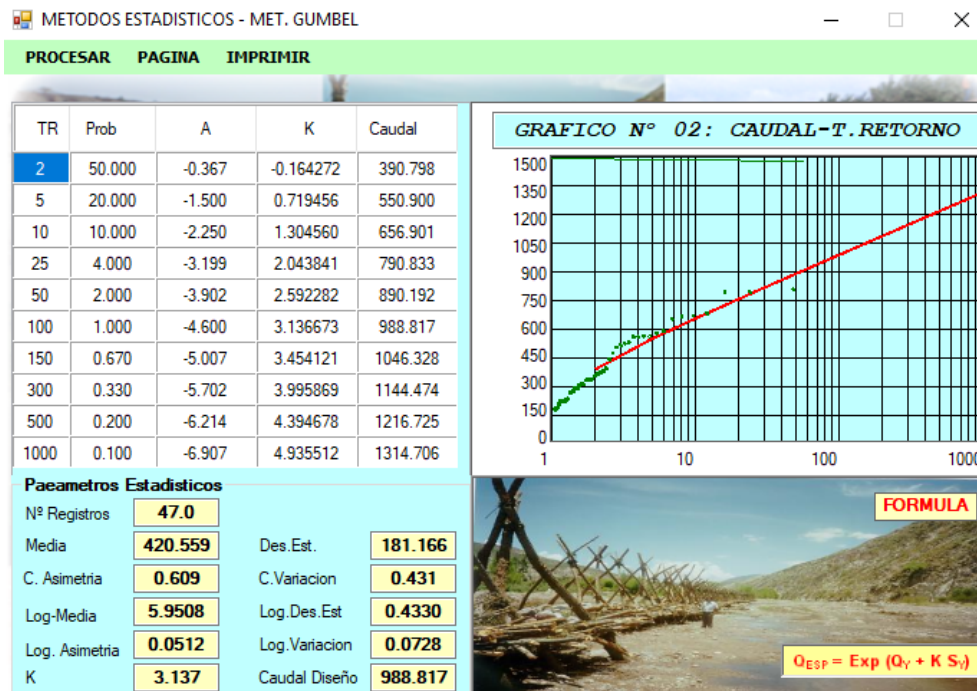 METODOS ESTADISTICOS - MET. GUMBEL
PROCESAR PAGINA IMPRIMIR
TR Prob A K Caudal
2 50.000 -0.367 -0.164272 390.798
5 20.000 -1.500 0.719456 550.900
10 10.000 -2.250 1.304560 656.901
25 4.000 -3.199 2.043841 790.833
50 2.000 -3.902 2.592282 890.192
100 1.000 -4.600 3.136673 988.817
150 0.670 -5.007 3.454121 1046.328
300 0.330 -5.702 3.995869 1144.474
500 0.200 -6.214 4.394678 1216.725
1000 0.100 -6.907 4.935512 1314.706
GRAFICO Nº 02: CAUDAL-T.RETORNO
1500
1350
1200
1050
900
750
600
450
300
150
0
1 10 100 1000
Paeametros Estadisticos
Nº Registros 47.0
Media 420.559 Des.Est. 181.166
C. Asimetria 0.609 C.Variacion 0.431
Log-Media 5.9508 Log.Des.Est 0.4330
Log. Asimetria 0.0512 Log.Variacion 0.0728
K 3.137 Caudal Diseño 988.817
FORMULA
QESP = Exp (QY + K SY)